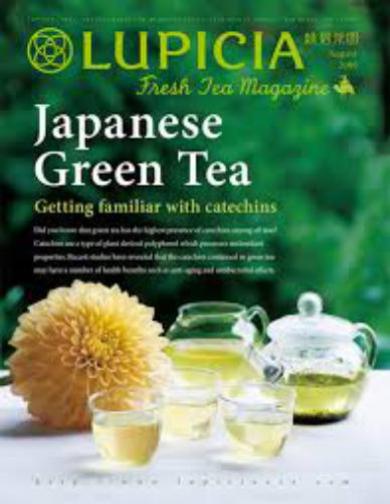 LUPICIA
August
Fresh Tea Magazine
Japanese
Green Tea
Getting familiar with catechins
Did you know that green tea has the highest presence of catechins among all teas?
Catechins are a type of plant derived polyphenol which possesses antioxidant
properties. Recent studies have revealed that the catechins contained in green tea
may have a number of health benefits such as anti-aging and antibacterial effects.